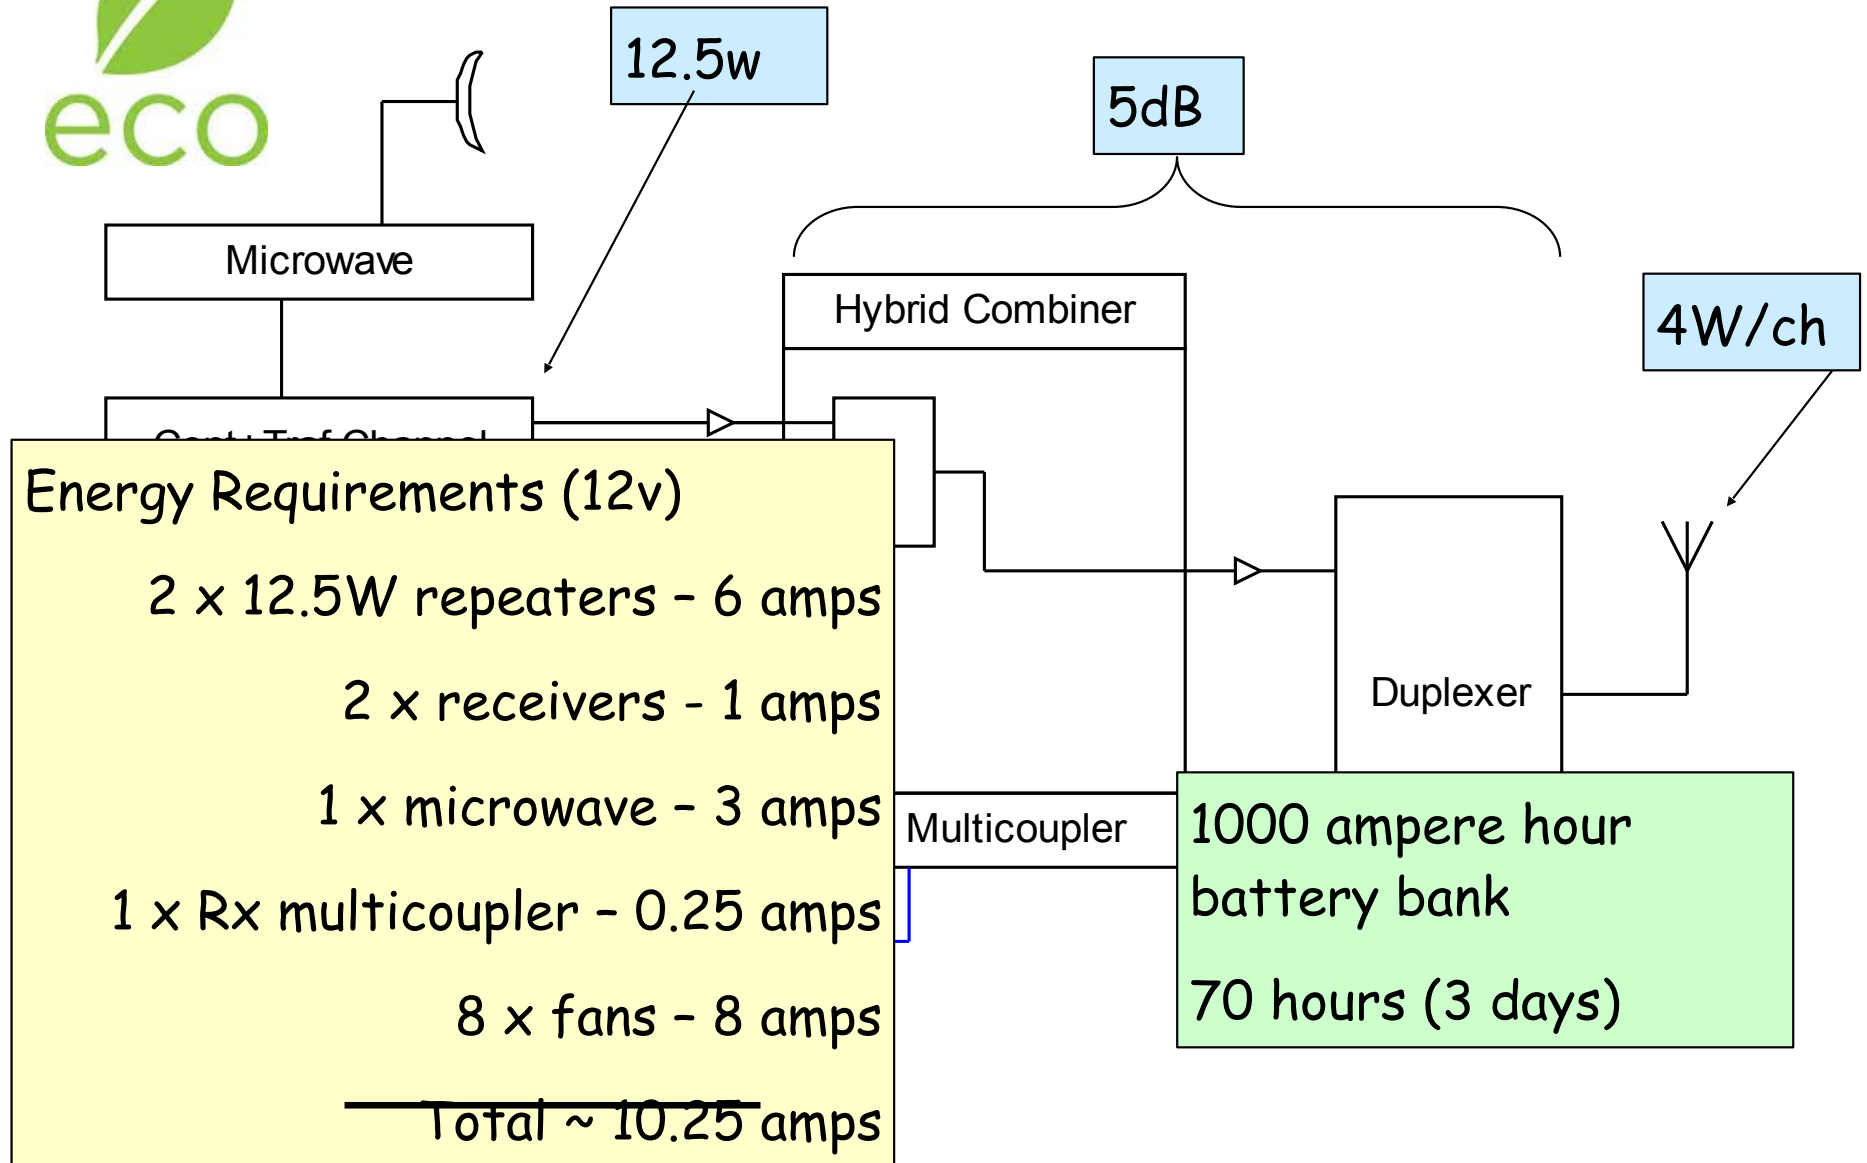 eco
12.5w
5dB
Microwave
Hybrid Combiner
4W/ch
Traf Channel
Energy Requirements (12v)
2 x 12.5W repeaters – 6 amps
2 x receivers - 1 amps
1 x microwave – 3 amps
1 x Rx multicoupler – 0.25 amps
8 x fans – 8 amps
Total ~ 10.25 amps
Duplexer
Multicoupler
1000 ampere hour
battery bank
70 hours (3 days)